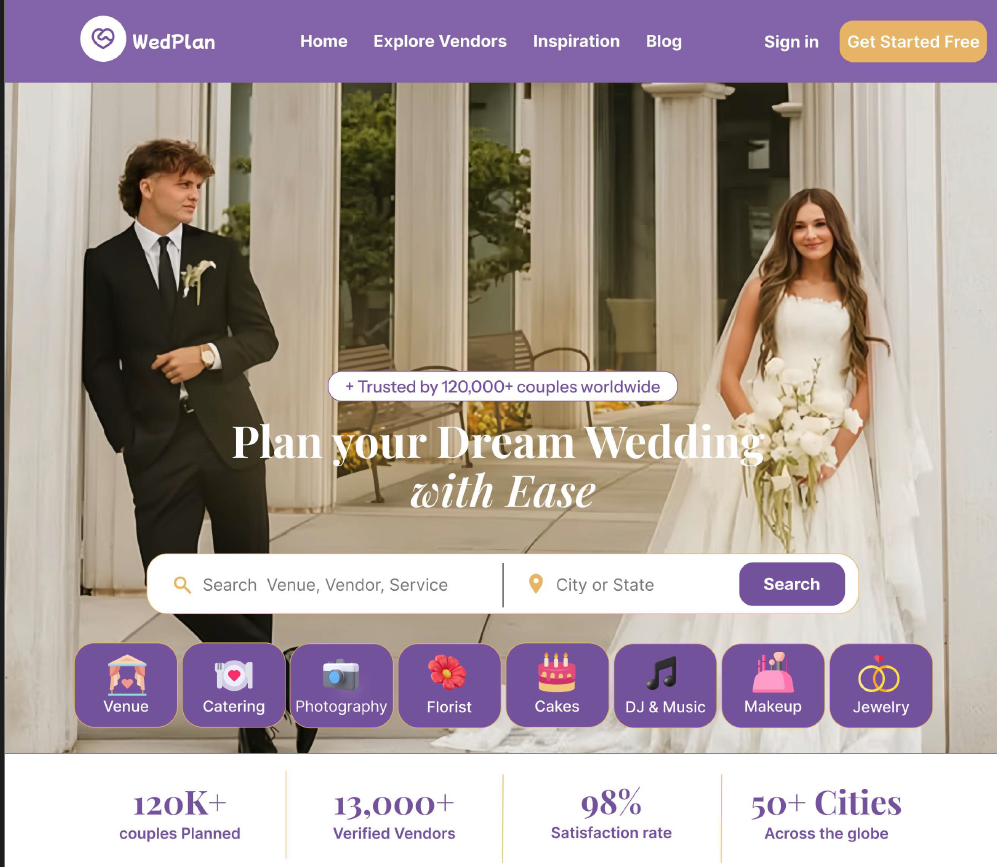 WedPlan Home Explore Vendors Inspiration Blog Sign in Get Started Free
+ Trusted by 120,000+ couples worldwide
Plan your Dream Wedding
with Ease
Search Venue, Vendor, Service City or State Search
Venue Catering Photography Florist Cakes DJ & Music Makeup Jewelry
120K+ 13,000+ 98% 50+ Cities
couples Planned Verified Vendors Satisfaction rate Across the globe